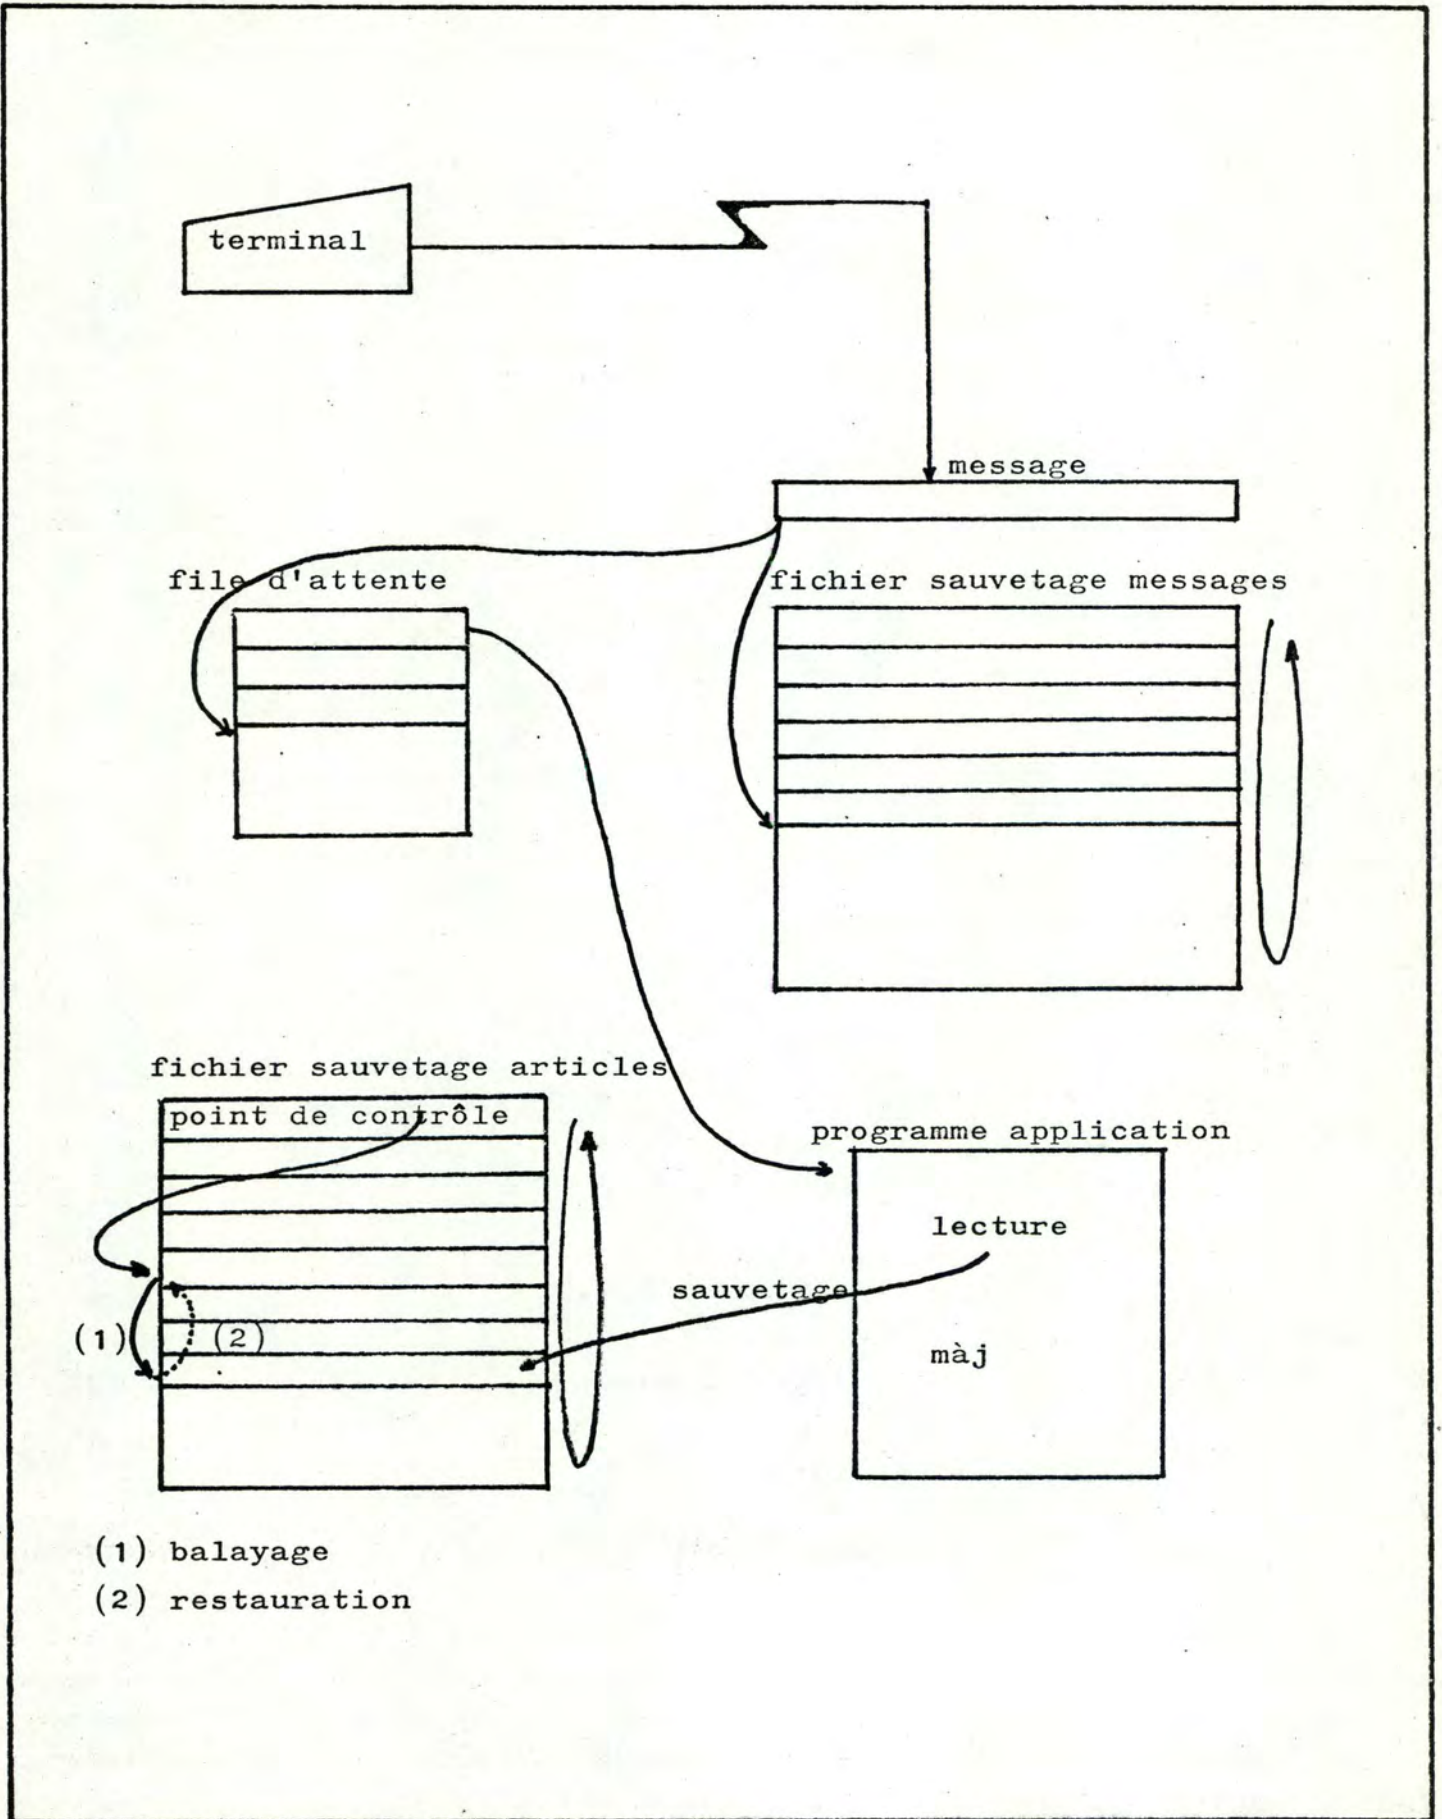 terminal
message
file d'attente
fichier sauvetage messages
fichier sauvetage articles
point de contrôle
programme application
lecture
sauvetage
(1)
(2)
màj
(1) balayage
(2) restauration